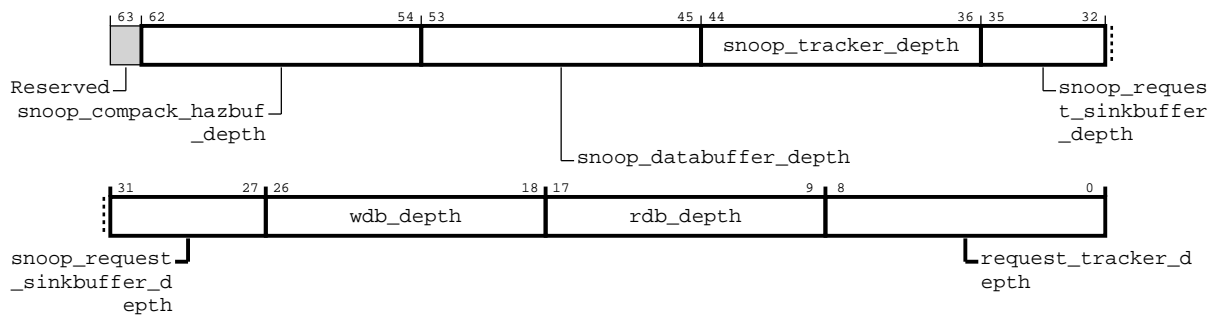 63 62 54 53 45 44 36 35 32
snoop_tracker_depth
Reserved
snoop_compack_hazbuf
_depth
snoop_databuffer_depth
snoop_reques
t_sinkbuffer
_depth
31 27 26 18 17 9 8 0
wdb_depth rdb_depth
snoop_request
_sinkbuffer_d
epth
request_tracker_d
epth